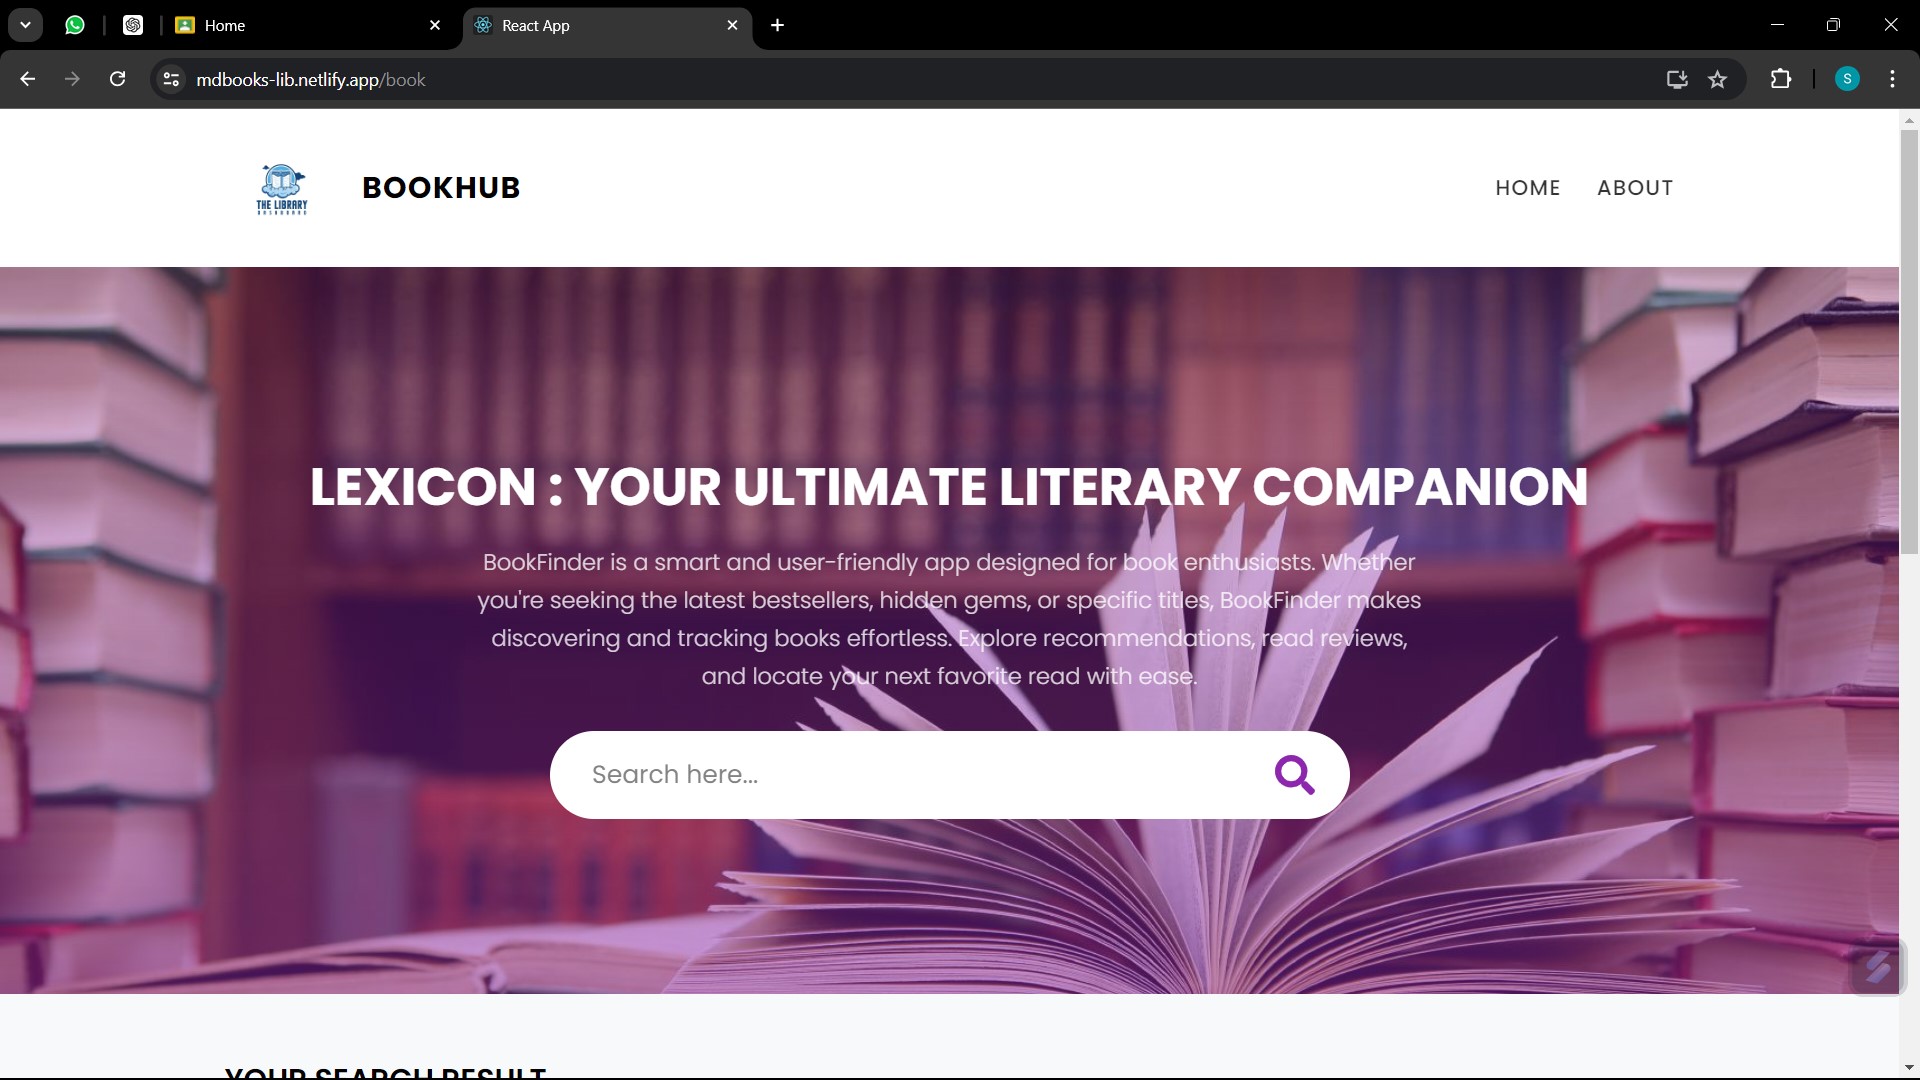 Home
React App
mdbooks-lib.netlify.app/book
S
THE LIBRARY
BOOKHUB
HOME ABOUT
LEXICON : YOUR ULTIMATE LITERARY COMPANION
BookFinder is a smart and user-friendly app designed for book enthusiasts. Whether
you're seeking the latest bestsellers, hidden gems, or specific titles, BookFinder makes
discovering and tracking books effortless. Explore recommendations, read reviews,
and locate your next favorite read with ease.
Search here...
YOUR SEARCH RESULT